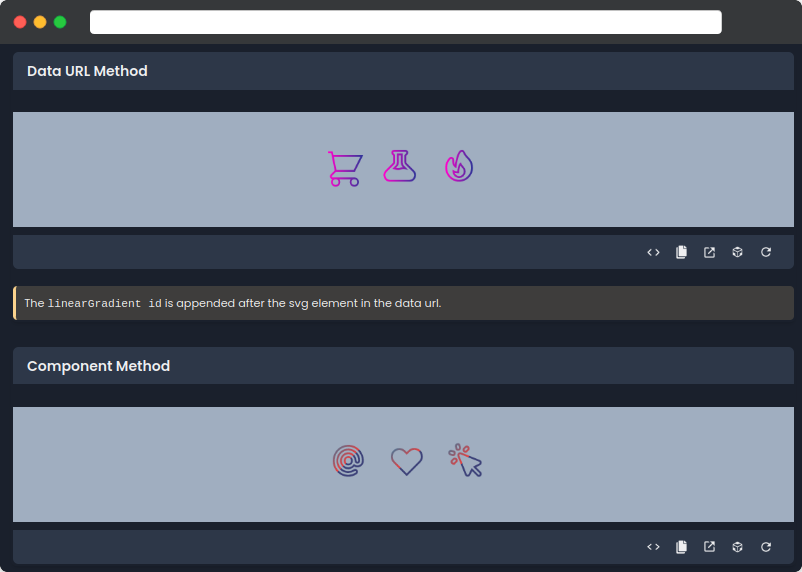 Data URL Method
The linearGradient id is appended after the svg element in the data url.
Component Method